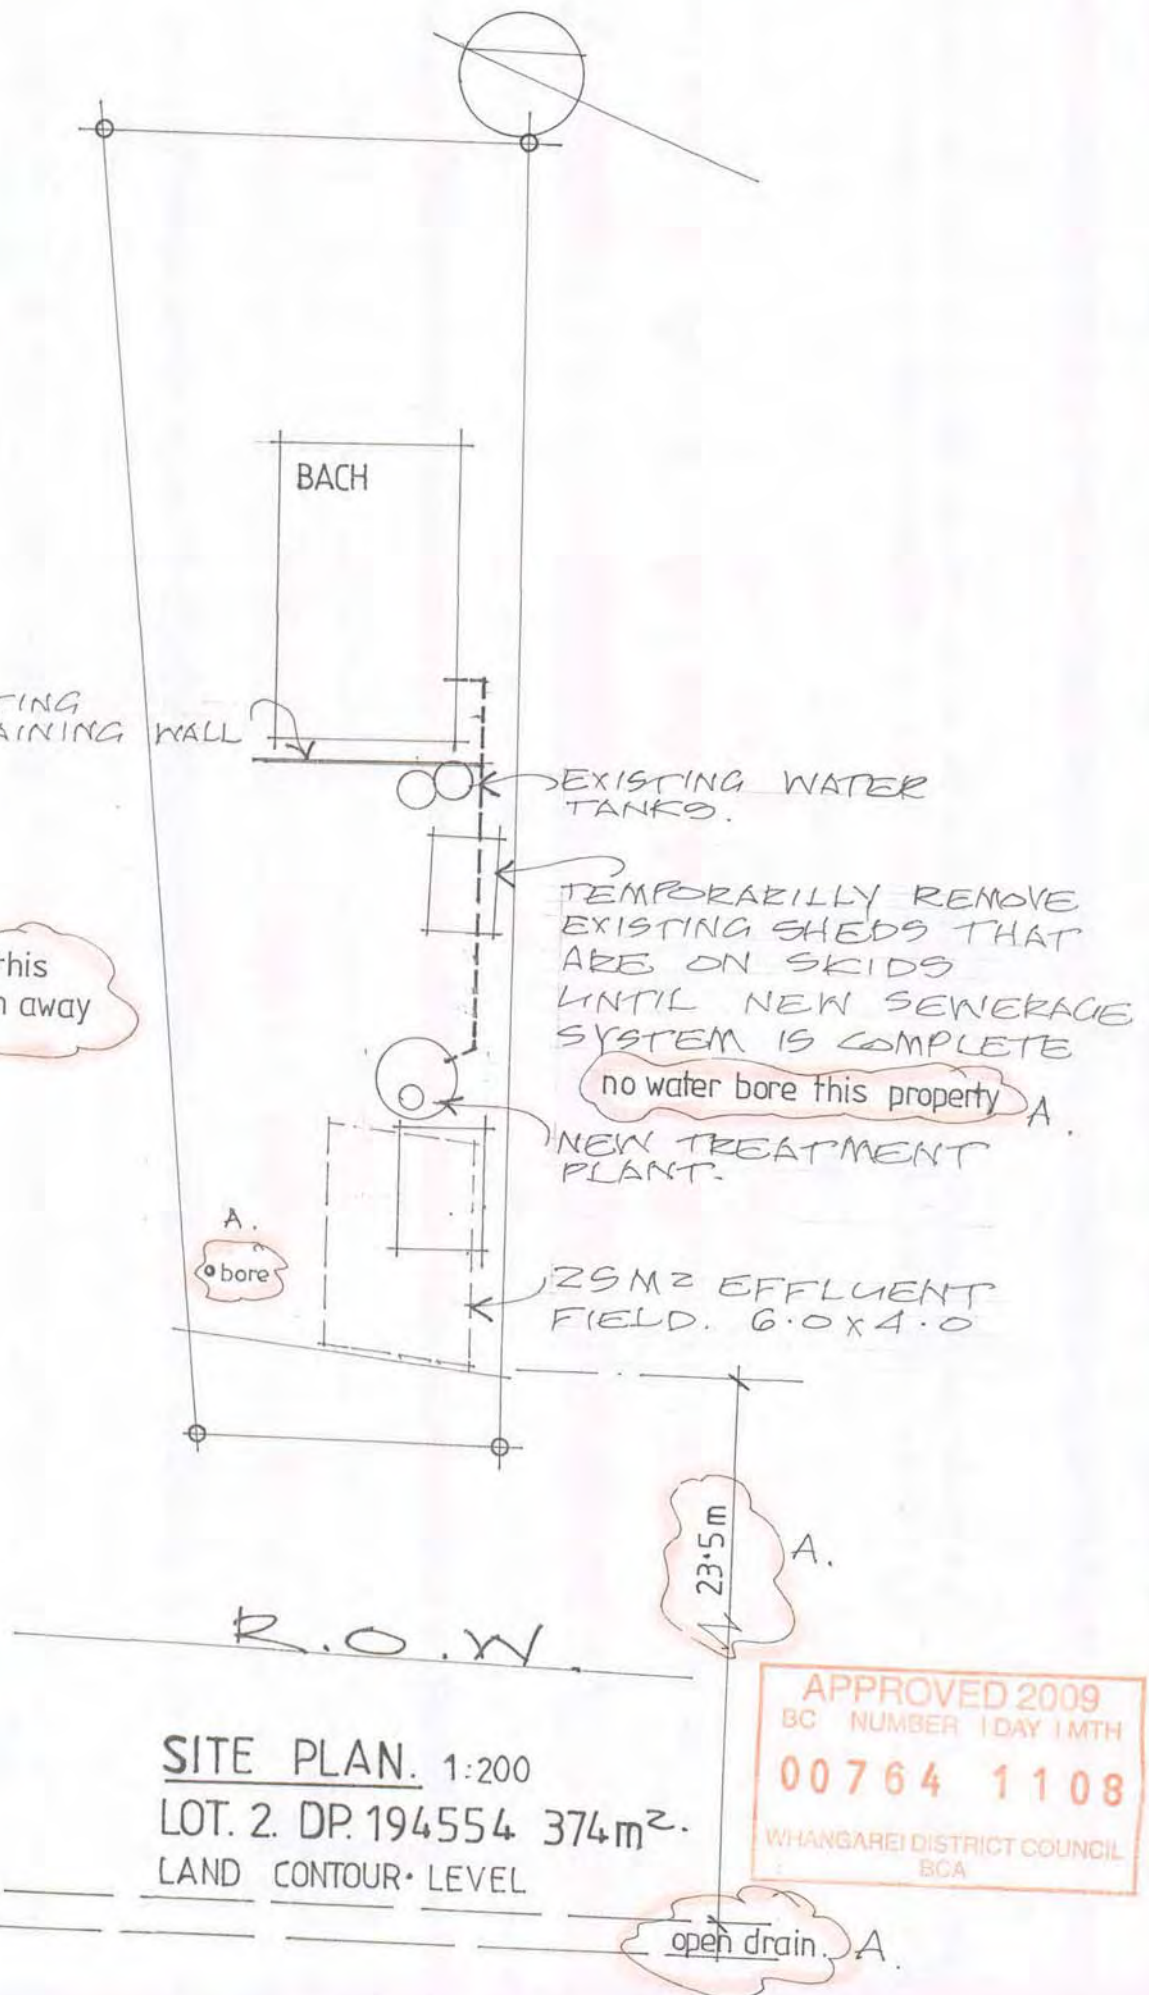 BACH
TING
AINING WALL
EXISTING WATER
TANKS.
TEMPORARILLY REMOVE
EXISTING SHEDS THAT
ARE ON SKIDS
UNTIL NEW SEWERAGE
SYSTEM IS COMPLETE
his
n away
no water bore this property
A.
NEW TREATMENT
PLANT.
A.
bore
25M2 EFFLUENT
FIELD. 6.0 x 4.0
23.5m
A.
R.O.W.
SITE PLAN. 1:200
LOT. 2. DP. 194554 374m².
LAND CONTOUR. LEVEL
APPROVED 2009
BC NUMBER | DAY | MTH
00764 1108
WHANGAREI DISTRICT COUNCIL
BCA
open drain. A.